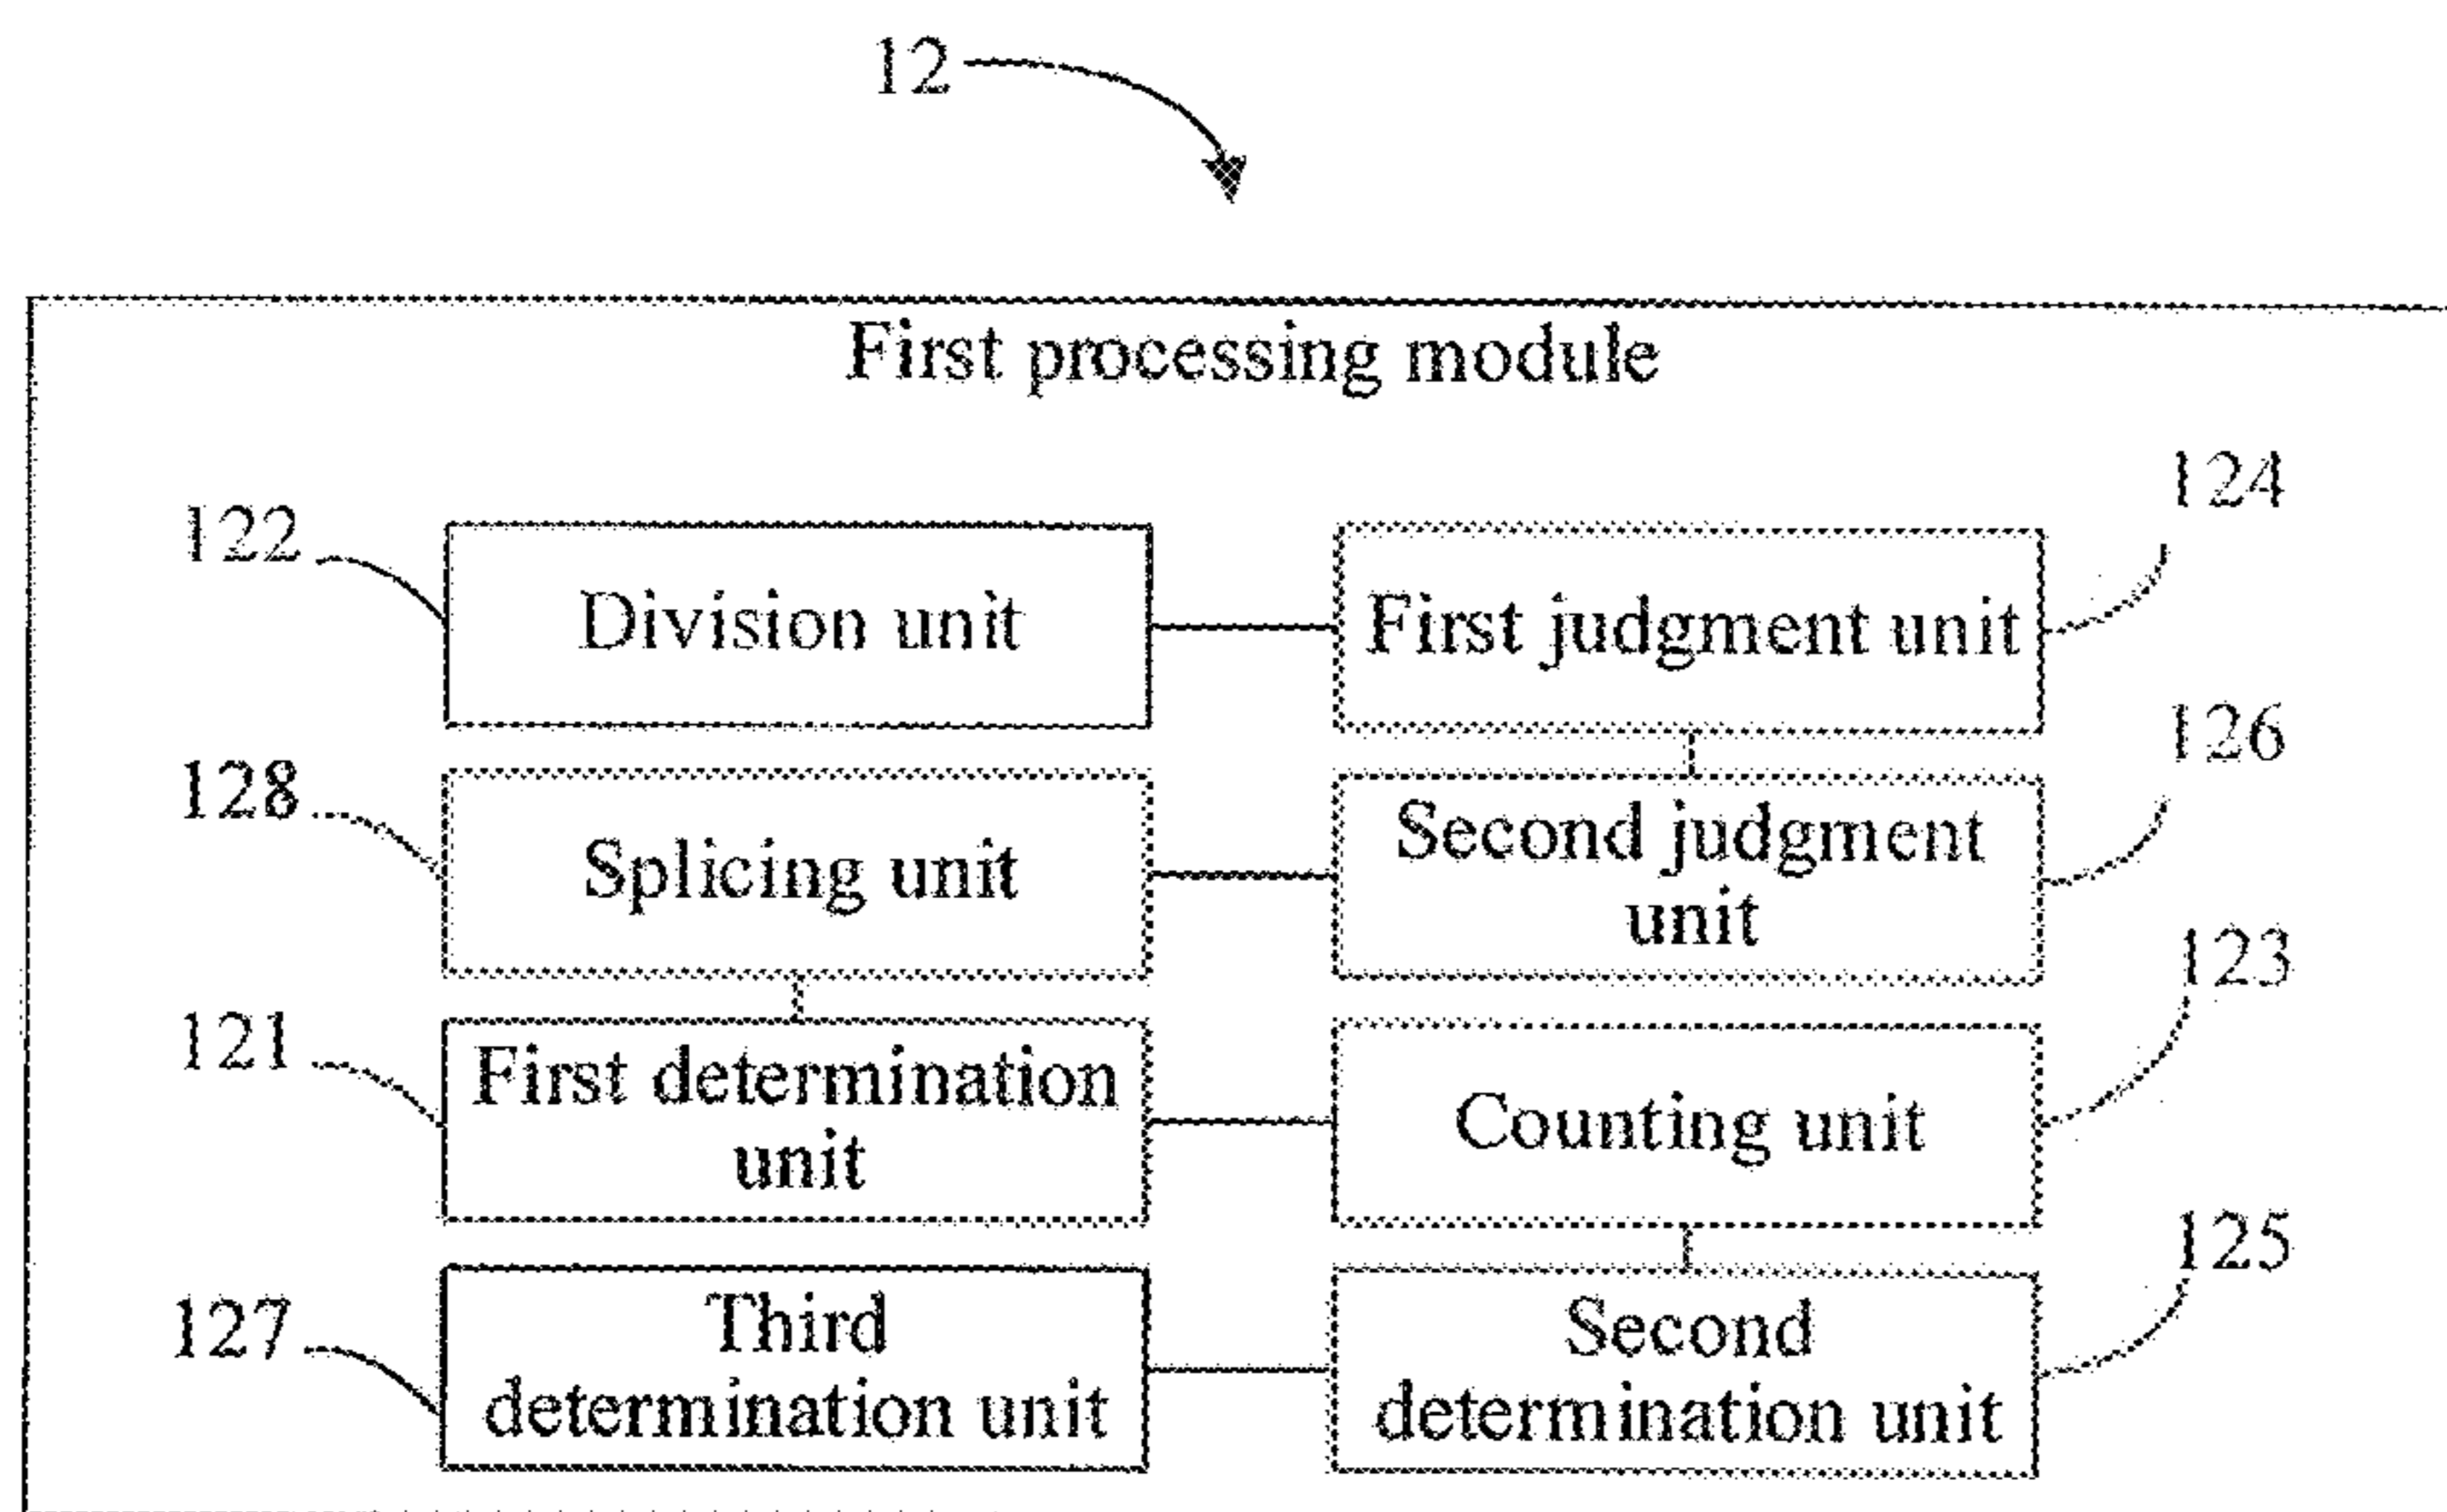 12
First processing module
122
Division unit
First judgment unit
124
128
Splicing unit
Second judgment
unit
126
121
First determination
unit
Counting unit
123
127
Third
determination unit
Second
determination unit
125